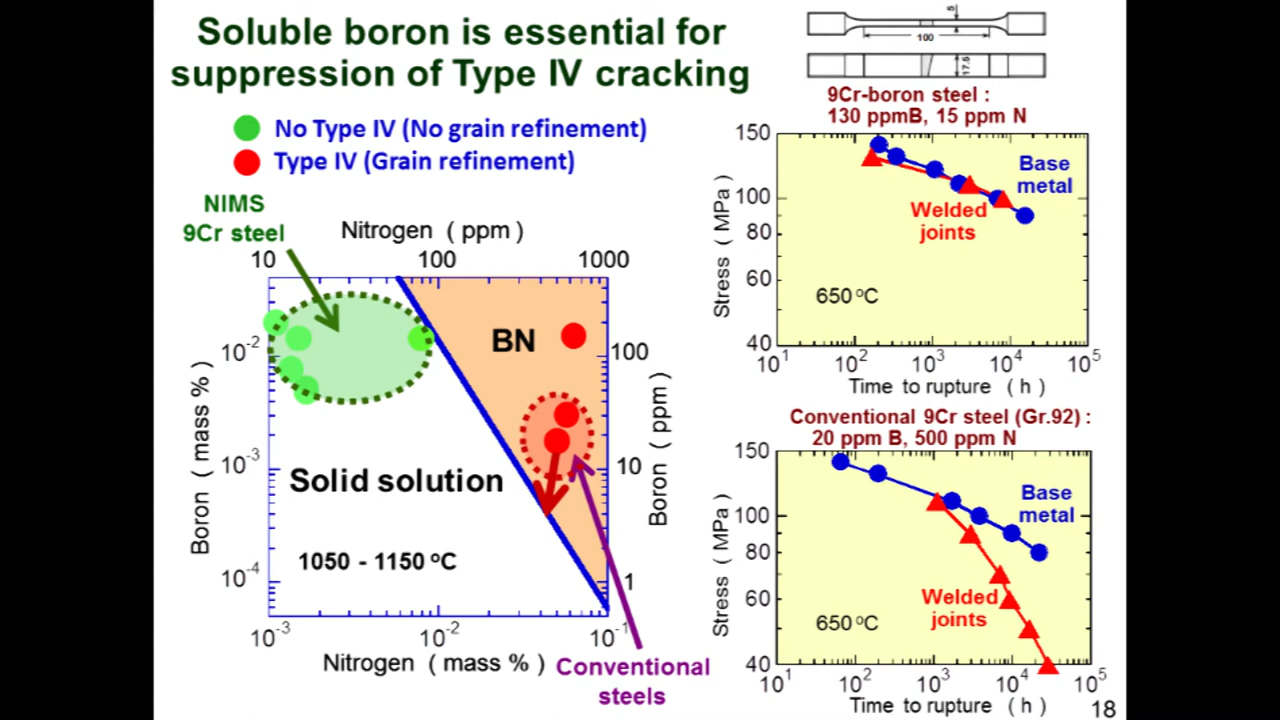 Soluble boron is essential for
suppression of Type IV cracking
No Type IV (No grain refinement)
Type IV (Grain refinement)
NIMS
9Cr steel
Nitrogen ( ppm )
10 100 1000
BN
Boron ( mass % )
10⁻² 10⁻³ 10⁻⁴
100 10 1
Boron ( ppm )
Solid solution
1050 - 1150 ºC
10⁻³ 10⁻² 10⁻¹
Nitrogen ( mass % )
Conventional
steels
5
100
17.5
9Cr-boron steel :
130 ppmB, 15 ppm N
150
100
80
60
40
Stress ( MPa )
Base
metal
Welded
joints
650 ºC
10¹ 10² 10³ 10⁴ 10⁵
Time to rupture ( h )
Conventional 9Cr steel (Gr.92) :
20 ppm B, 500 ppm N
150
100
80
60
40
Stress ( MPa )
Base
metal
Welded
joints
650 ºC
10¹ 10² 10³ 10⁴ 10⁵
Time to rupture ( h )
18